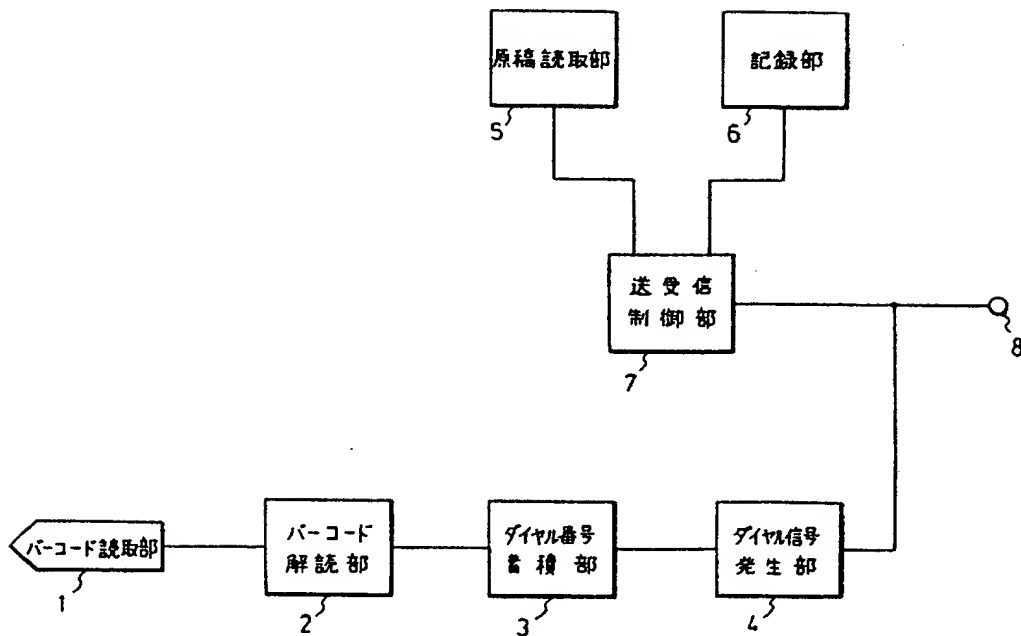 原稿読取部
5
記録部
6
送受信
制御部
7
8
バーコード読取部
1
バーコード
解読部
2
ダイヤル番号
蓄積部
3
ダイヤル信号
発生部
4